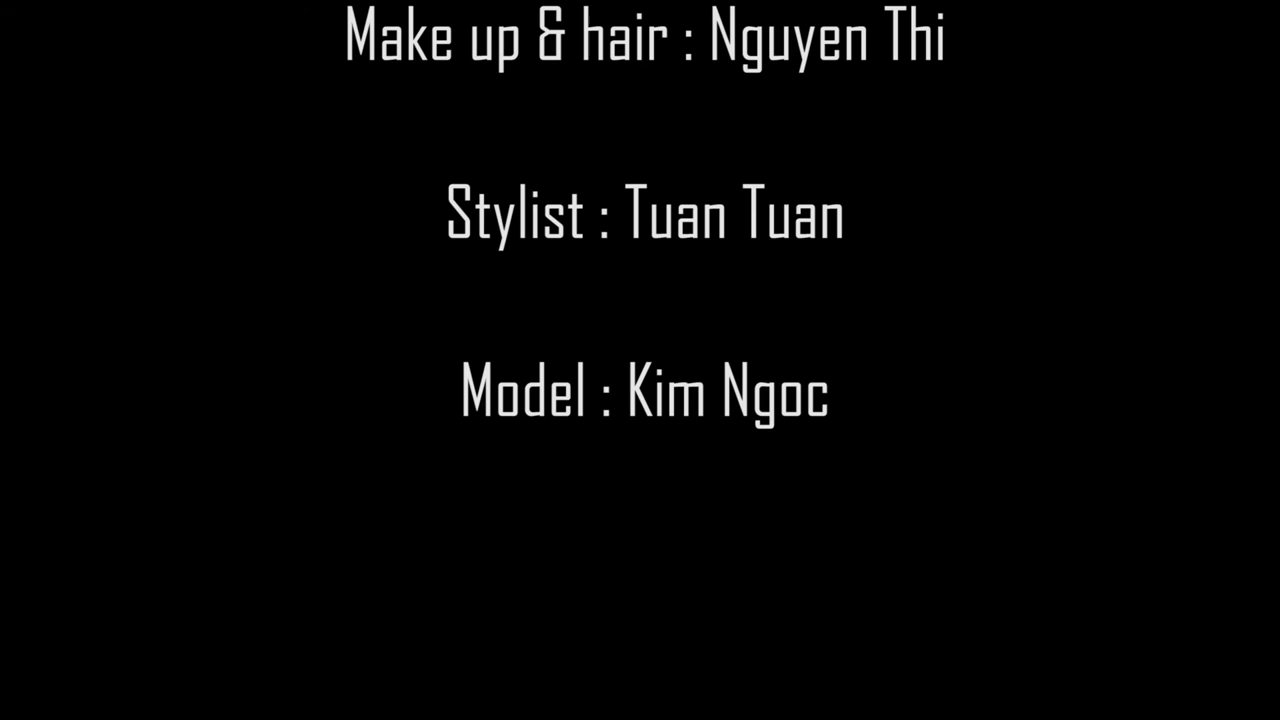 Make up & hair : Nguyen Thi
Stylist : Tuan Tuan
Model : Kim Ngoc